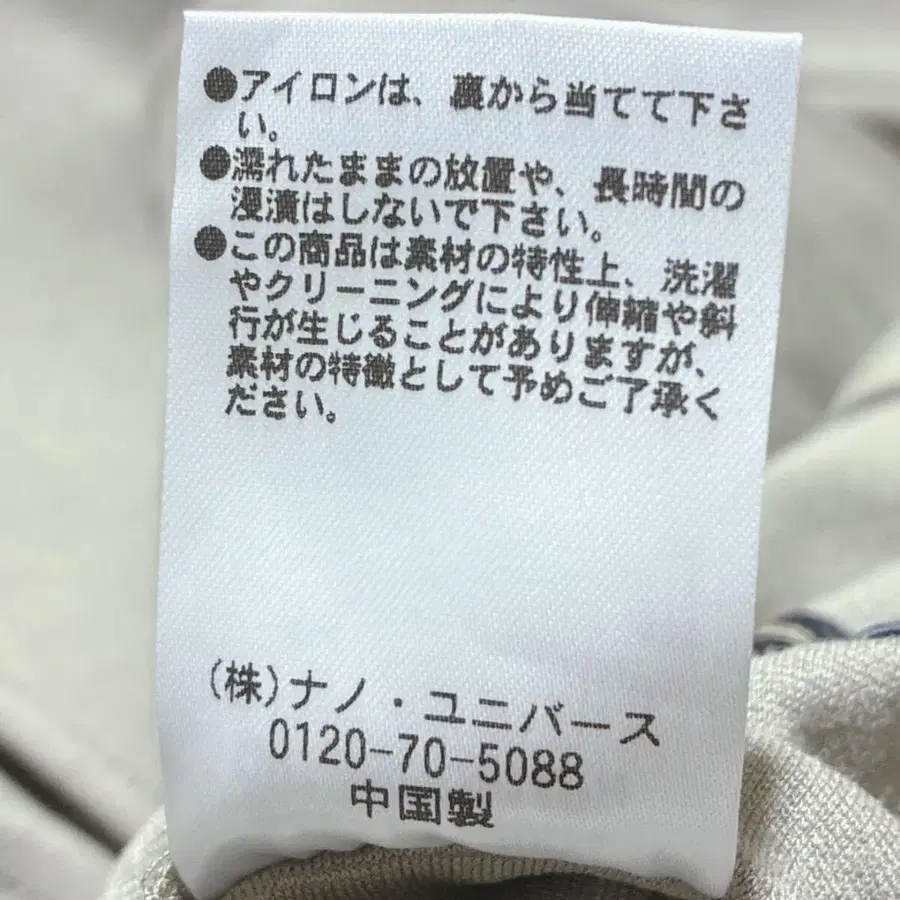 ●アイロンは、裏から当てて下さ
い。
●濡れたままの放置や、長時間の
浸漬はしないで下さい。
●この商品は素材の特性上、洗濯
やクリーニングにより伸縮や斜
行が生じることがありますが、
素材の特徴として予めご了承く
ださい。
(株)ナノ・ユニバース
0120-70-5088
中国製